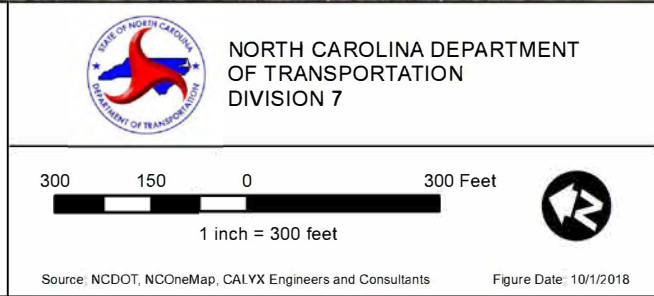 STATE OF NORTH CAROLINA
DEPARTMENT OF TRANSPORTATION
NORTH CAROLINA DEPARTMENT
OF TRANSPORTATION
DIVISION 7
300 150 0 300 Feet
1 inch = 300 feet
N
Source: NCDOT, NCOneMap, CALYX Engineers and Consultants Figure Date: 10/1/2018